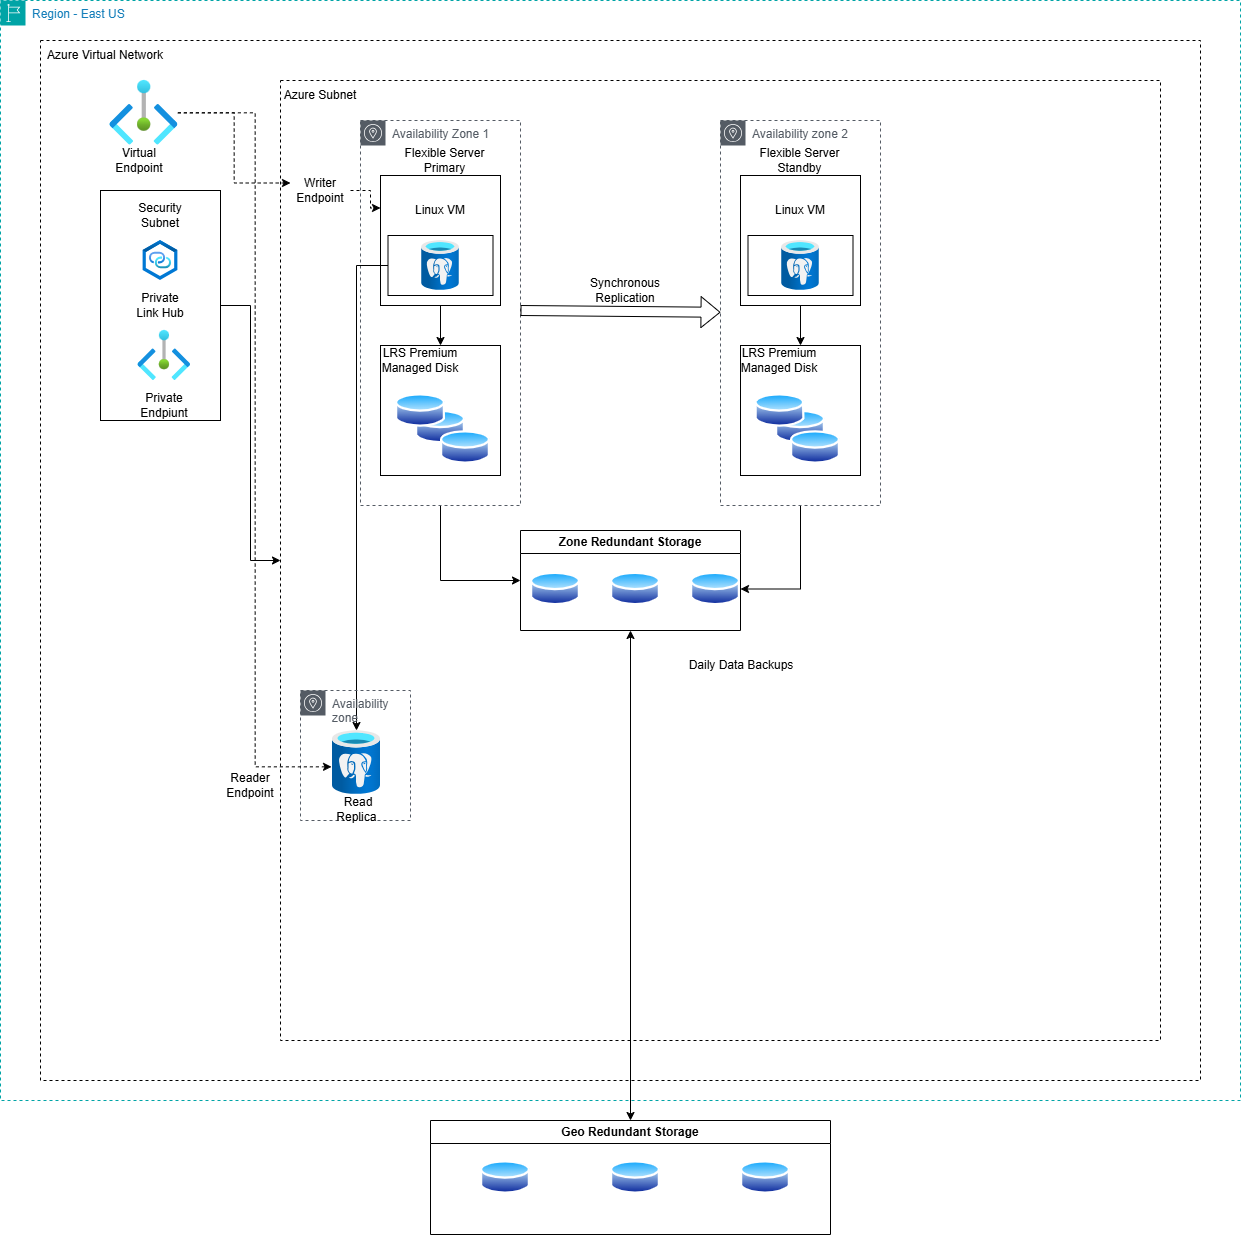 Region - East US
Azure Virtual Network
Virtual
Endpoint
Azure Subnet
Availability Zone 1
Flexible Server
Primary
Availability zone 2
Flexible Server
Standby
Writer
Endpoint
Linux VM
Linux VM
Security
Subnet
Private
Link Hub
Private
Endpiunt
Synchronous
Replication
LRS Premium
Managed Disk
LRS Premium
Managed Disk
Zone Redundant Storage
Daily Data Backups
Availability
zone
Reader
Endpoint
Read
Replica
Geo Redundant Storage